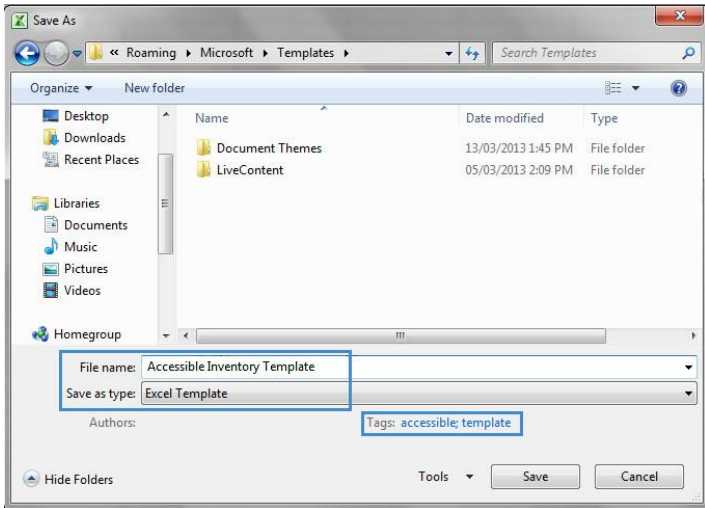 Save As
« Roaming Microsoft Templates
Search Templates
Organize New folder
Name Date modified Type
Desktop
Downloads
Recent Places
Libraries
Documents
Music
Pictures
Videos
Homegroup
Document Themes 13/03/2013 1:45 PM File folder
LiveContent 05/03/2013 2:09 PM File folder
File name: Accessible Inventory Template
Save as type: Excel Template
Authors: Tags: accessible; template
Hide Folders Tools Save Cancel